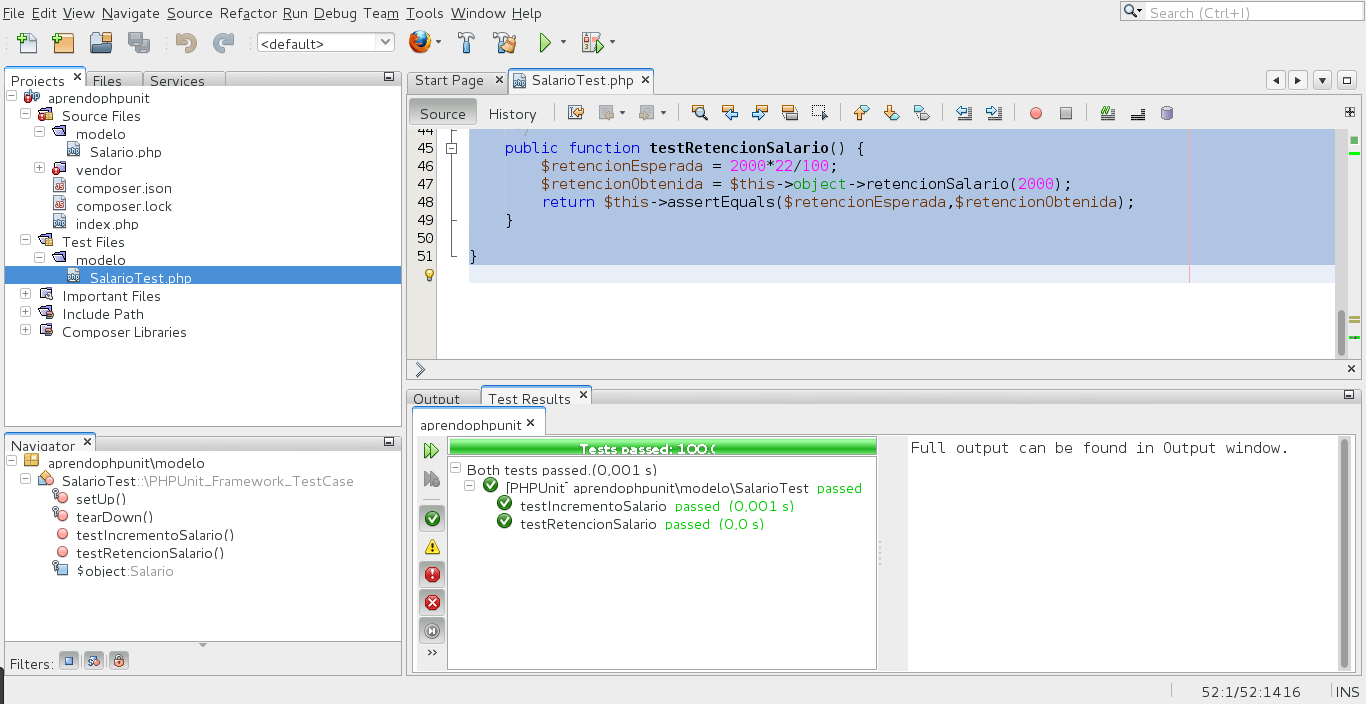 File Edit View Navigate Source Refactor Run Debug Team Tools Window Help
Search (Ctrl+I)
<default>
Projects Files Services
aprendophpunit
Source Files
modelo
Salario.php
vendor
composer.json
composer.lock
index.php
Test Files
modelo
SalarioTest.php
Important Files
Include Path
Composer Libraries
Navigator
aprendophpunit\modelo
SalarioTest::\PHPUnit_Framework_TestCase
setUp()
tearDown()
testIncrementoSalario()
testRetencionSalario()
$object:Salario
Filters:
Start Page SalarioTest.php
Source History
44 /
45 public function testRetencionSalario() {
46 $retencionEsperada = 2000*22/100;
47 $retencionObtenida = $this->object->retencionSalario(2000);
48 return $this->assertEquals($retencionEsperada,$retencionObtenida);
49 }
50
51 }
Output Test Results
aprendophpunit
Tests passed: 100,(
Both tests passed.(0,001 s)
[PHPUnit] aprendophpunit\modelo\SalarioTest passed
testIncrementoSalario passed (0,001 s)
testRetencionSalario passed (0,0 s)
Full output can be found in Output window.
52:1/52:1416 INS